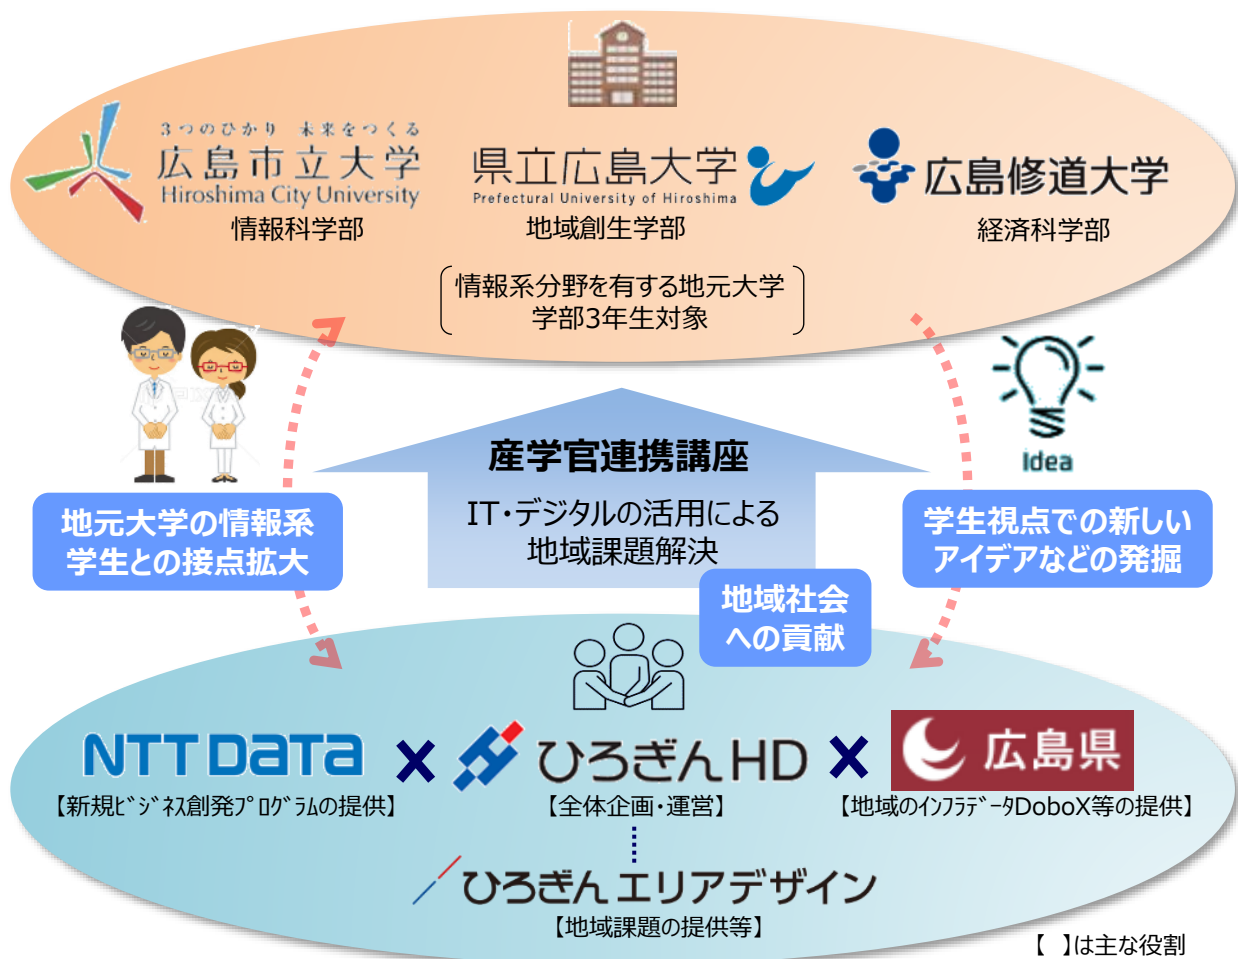 3つのひかり 未来をつくる
広島市立大学
Hiroshima City University
情報科学部
県立広島大学
Prefectural University of Hiroshima
地域創生学部
広島修道大学
経済科学部
情報系分野を有する地元大学
学部3年生対象
Idea
産学官連携講座
IT・デジタルの活用による
地域課題解決
地元大学の情報系
学生との接点拡大
学生視点での新しい
アイデアなどの発掘
地域社会
への貢献
NTT DATA × ひろぎんHD × 広島県
【新規ﾋﾞｼﾞﾈｽ創発ﾌﾟﾛｸﾞﾗﾑの提供】
【全体企画・運営】
【地域のｲﾝﾌﾗﾃﾞｰﾀDoboX等の提供】
ひろぎんエリアデザイン
【地域課題の提供等】
【 】は主な役割